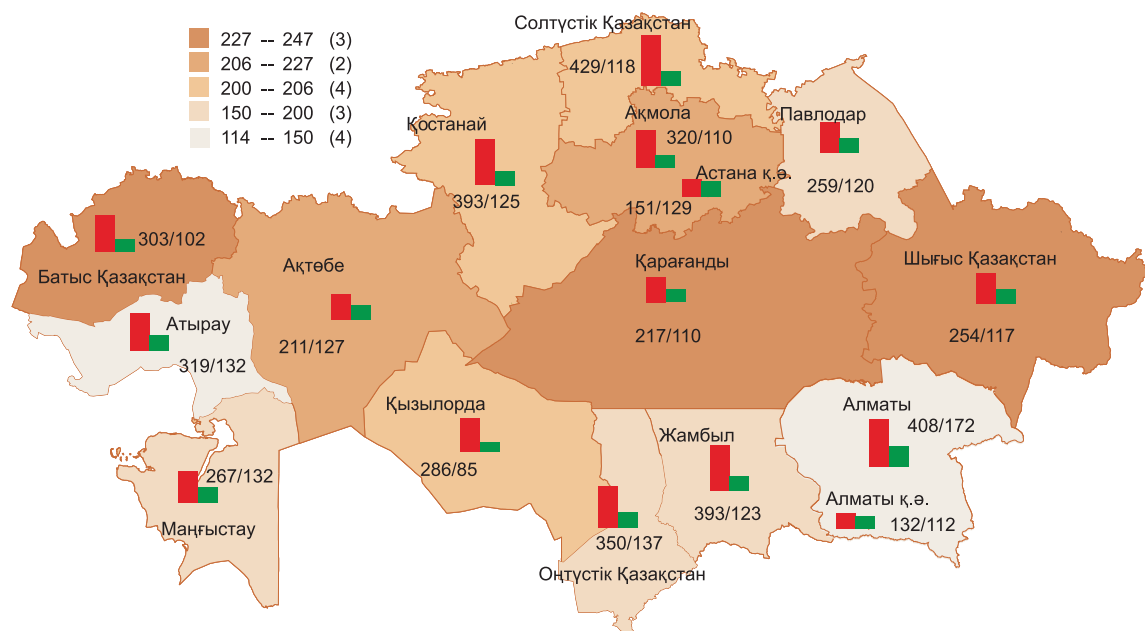 227 -- 247 (3)
206 -- 227 (2)
200 -- 206 (4)
150 -- 200 (3)
114 -- 150 (4)
Солтүстік Қазақстан
429/118
Қостанай
393/125
Ақмола
320/110
Астана қ.ә.
151/129
Павлодар
259/120
303/102
Батыс Қазақстан
Ақтөбе
211/127
Қарағанды
217/110
Шығыс Қазақстан
254/117
Атырау
319/132
Қызылорда
286/85
Жамбыл
393/123
Алматы
408/172
Алматы қ.ә.
132/112
267/132
Маңғыстау
350/137
Оңтүстік Қазақстан